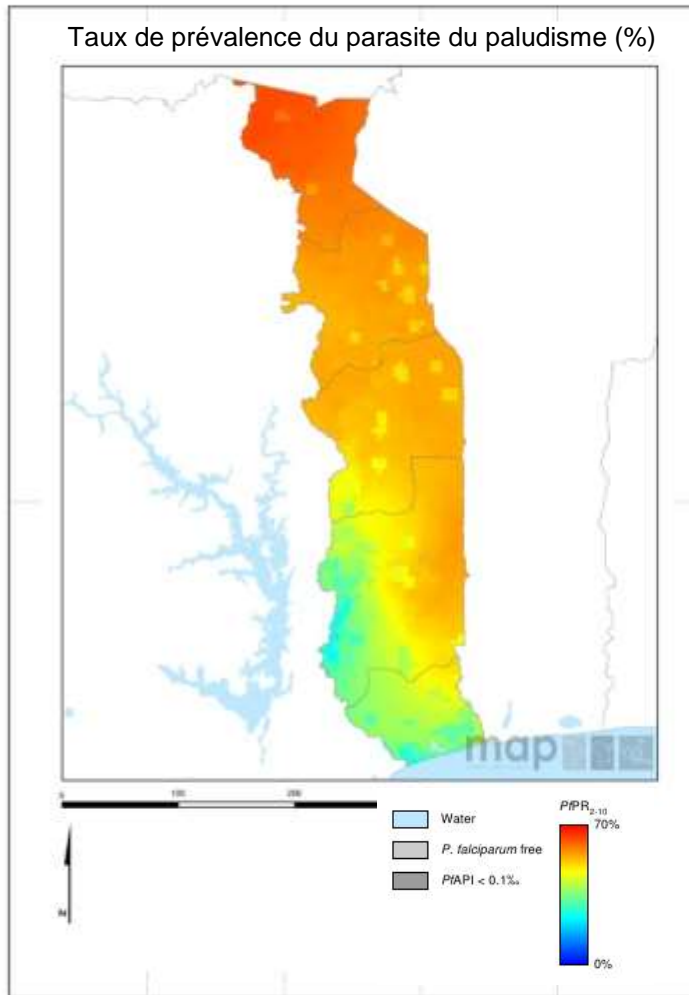 Taux de prévalence du parasite du paludisme (%)
map
0 100 200
N
Water
P. falciparum free
PfAPI < 0.1‰
PfPR2-10
70%
0%